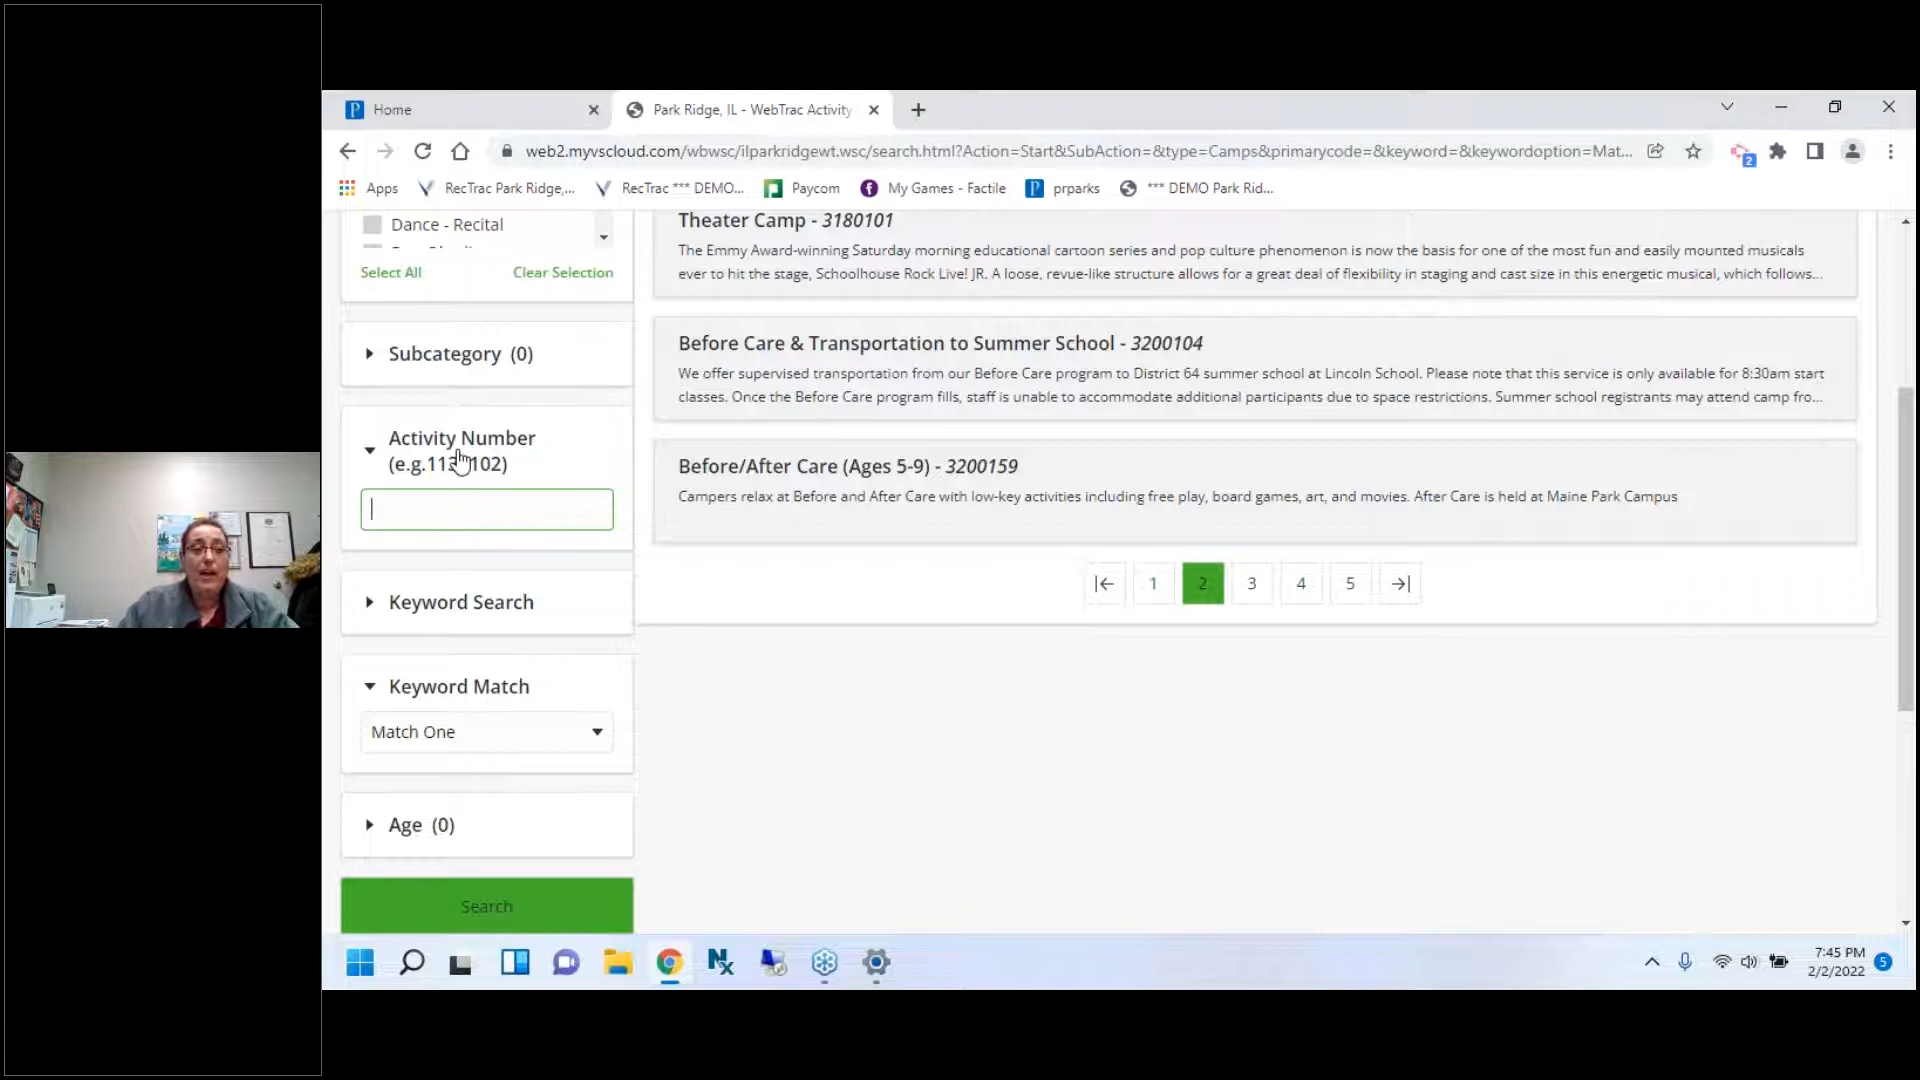 Home
Park Ridge, IL - WebTrac Activity
web2.myvscloud.com/wbwsc/ilparkridgewt.wsc/search.html?Action=Start&SubAction=&type=Camps&primarycode=&keyword=&keywordoption=Mat...
2
Apps
RecTrac Park Ridge,...
RecTrac *** DEMO...
Paycom
My Games - Factile
prparks
*** DEMO Park Rid...
Dance - Recital
Select All
Clear Selection
Subcategory (0)
Activity Number
Keyword Search
Keyword Match
Match One
Age (0)
Search
Theater Camp - 3180101
The Emmy Award-winning Saturday morning educational cartoon series and pop culture phenomenon is now the basis for one of the most fun and easily mounted musicals
ever to hit the stage, Schoolhouse Rock Live! JR. A loose, revue-like structure allows for a great deal of flexibility in staging and cast size in this energetic musical, which follows...
Before Care & Transportation to Summer School - 3200104
We offer supervised transportation from our Before Care program to District 64 summer school at Lincoln School. Please note that this service is only available for 8:30am start
classes. Once the Before Care program fills, staff is unable to accommodate additional participants due to space restrictions. Summer school registrants may attend camp fro...
Before/After Care (Ages 5-9) - 3200159
Campers relax at Before and After Care with low-key activities including free play, board games, art, and movies. After Care is held at Maine Park Campus
1 2 3 4 5
7:45 PM
2/2/2022
5